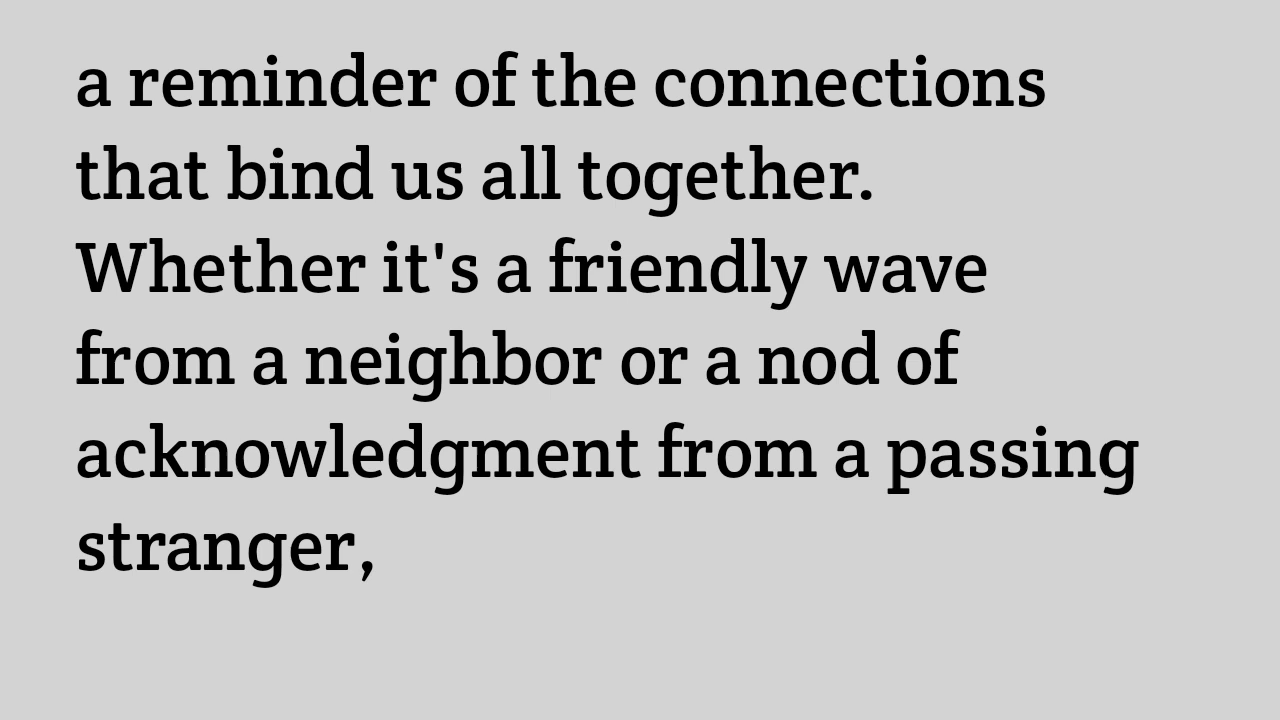 a reminder of the connections
that bind us all together.
Whether it's a friendly wave
from a neighbor or a nod of
acknowledgment from a passing
stranger,